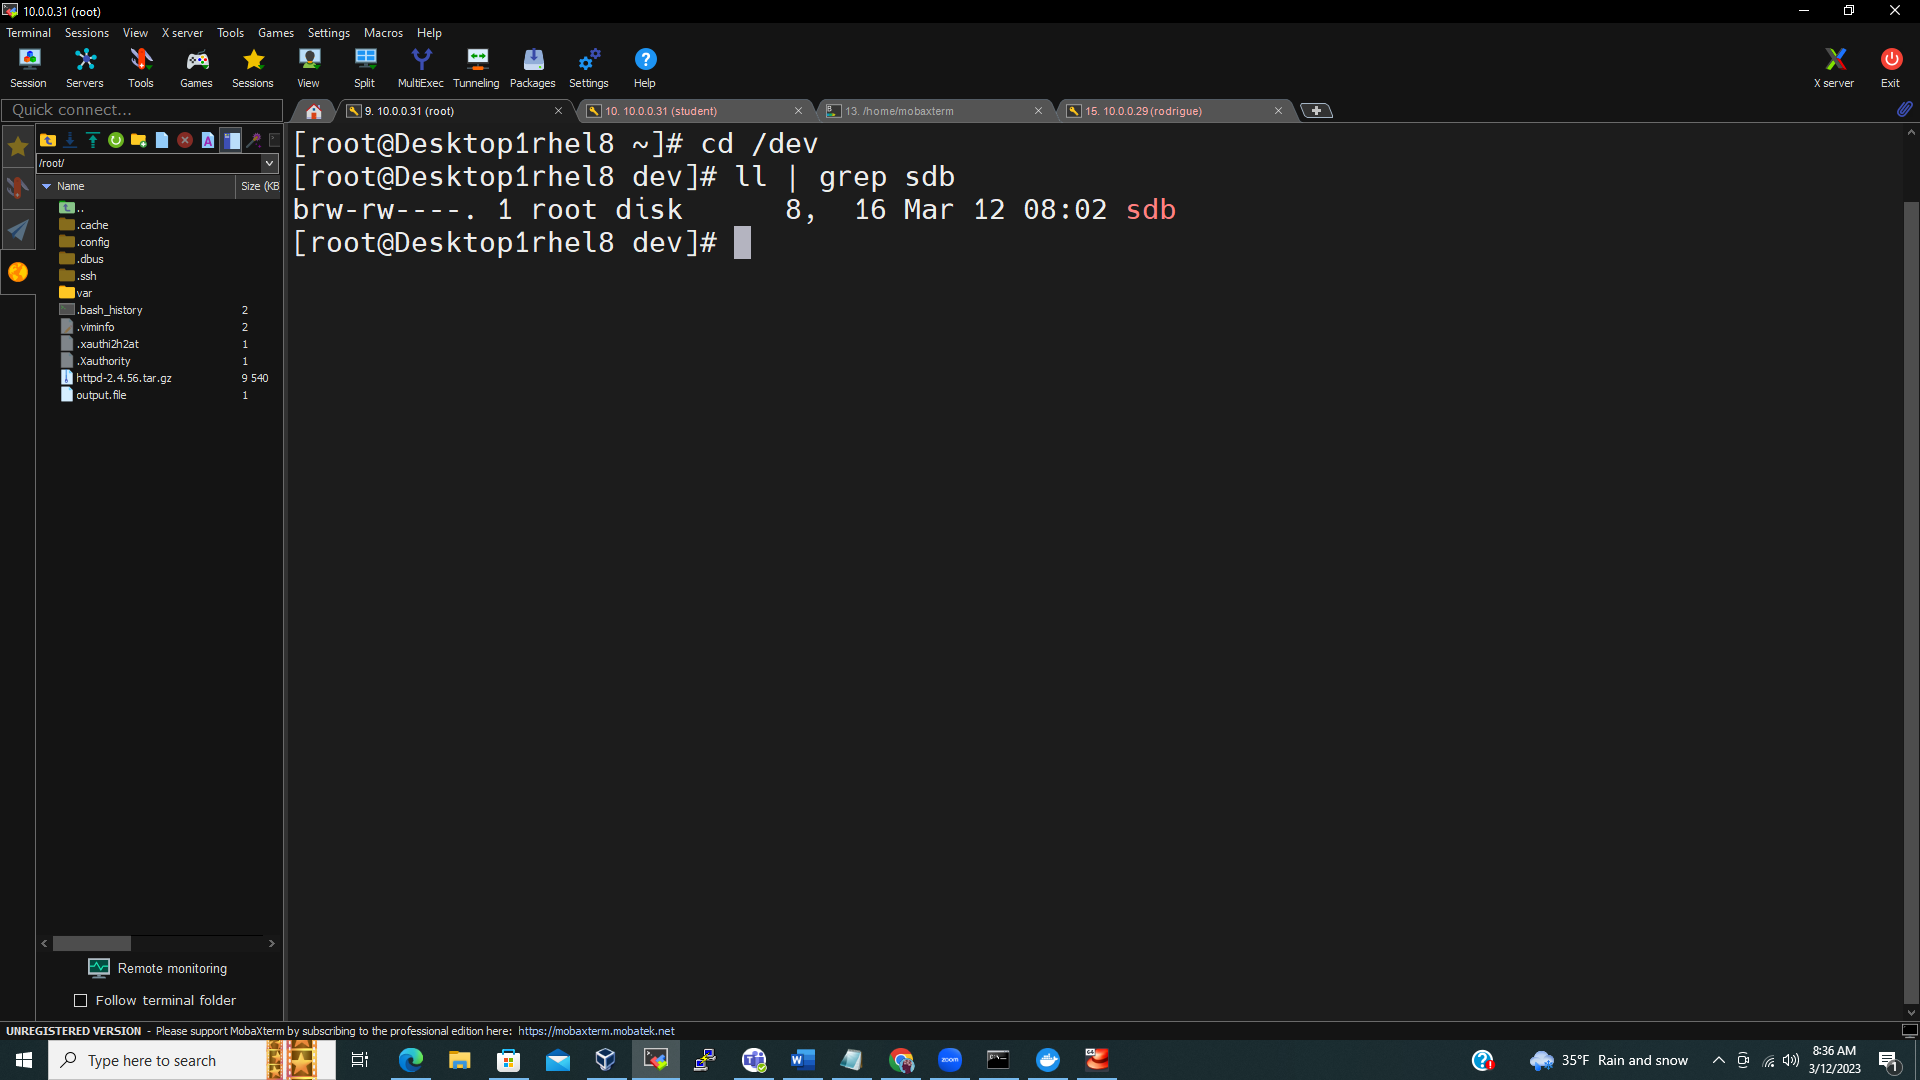 10.0.0.31 (root)
Terminal Sessions View X server Tools Games Settings Macros Help
Session Servers Tools Games Sessions View Split MultiExec Tunneling Packages Settings Help X server Exit
Quick connect...
9. 10.0.0.31 (root)
10. 10.0.0.31 (student)
13. /home/mobaxterm
15. 10.0.0.29 (rodrigue)
/root/
Name Size (KB
..
.cache
.config
.dbus
.ssh
var
.bash_history 2
.viminfo 2
.xauthi2h2at 1
.Xauthority 1
httpd-2.4.56.tar.gz 9 540
output.file 1
Remote monitoring
Follow terminal folder
[root@Desktop1rhel8 ~]# cd /dev
[root@Desktop1rhel8 dev]# ll | grep sdb
brw-rw----. 1 root disk      8,  16 Mar 12 08:02 sdb
[root@Desktop1rhel8 dev]#
UNREGISTERED VERSION - Please support MobaXterm by subscribing to the professional edition here: https://mobaxterm.mobatek.net
Type here to search
35°F Rain and snow
8:36 AM
3/12/2023
1